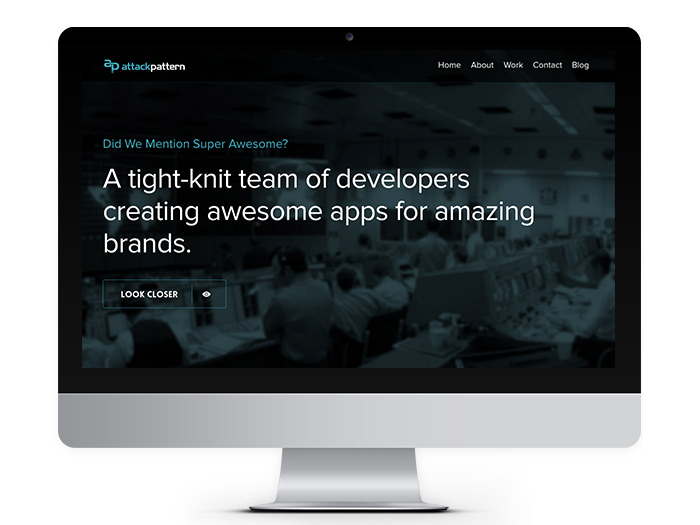 ap attackpattern
Home About Work Contact Blog
Did We Mention Super Awesome?
A tight-knit team of developers
creating awesome apps for amazing
brands.
LOOK CLOSER